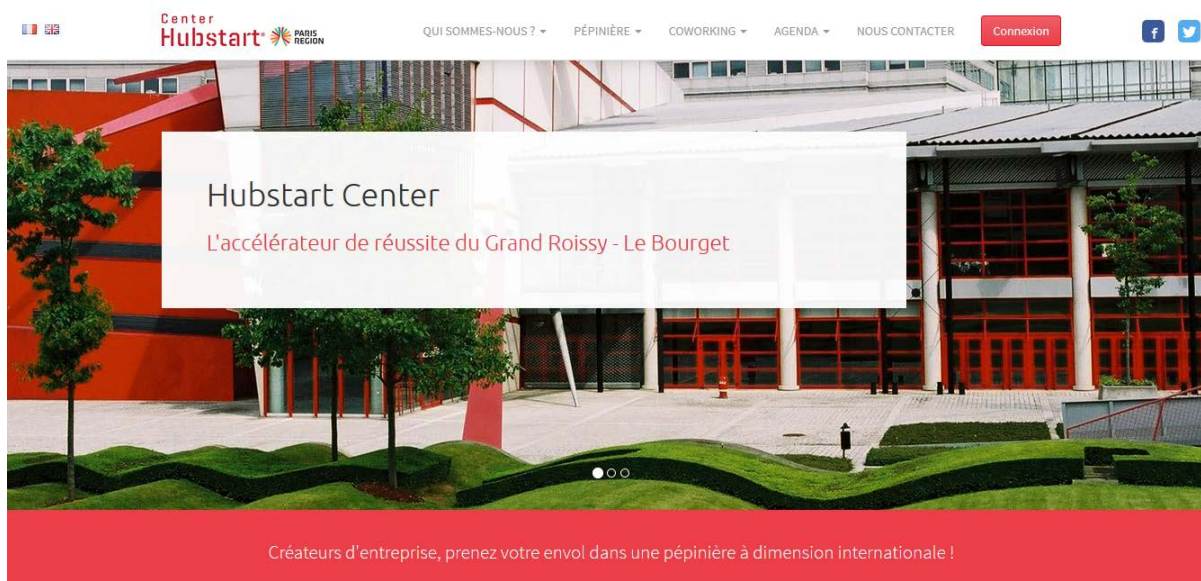 Center
Hubstart PARIS REGION
QUI SOMMES-NOUS ?
PÉPINIÈRE
COWORKING
AGENDA
NOUS CONTACTER
Connexion
Hubstart Center
L'accélérateur de réussite du Grand Roissy - Le Bourget
Créateurs d'entreprise, prenez votre envol dans une pépinière à dimension internationale !